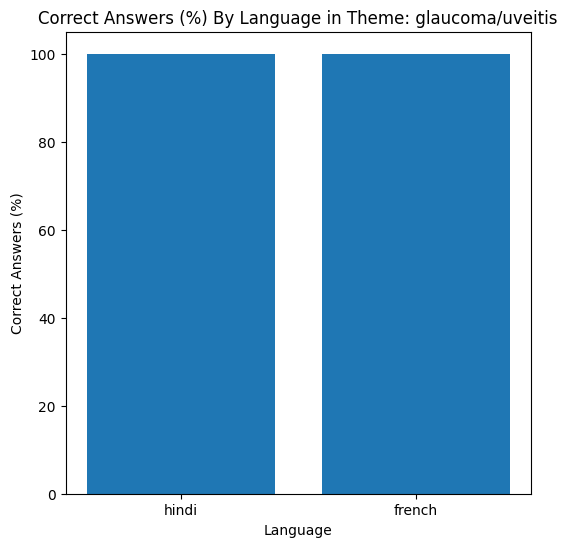 Correct Answers (%) By Language in Theme: glaucoma/uveitis
Correct Answers (%)
100
80
60
40
20
0
hindi
french
Language